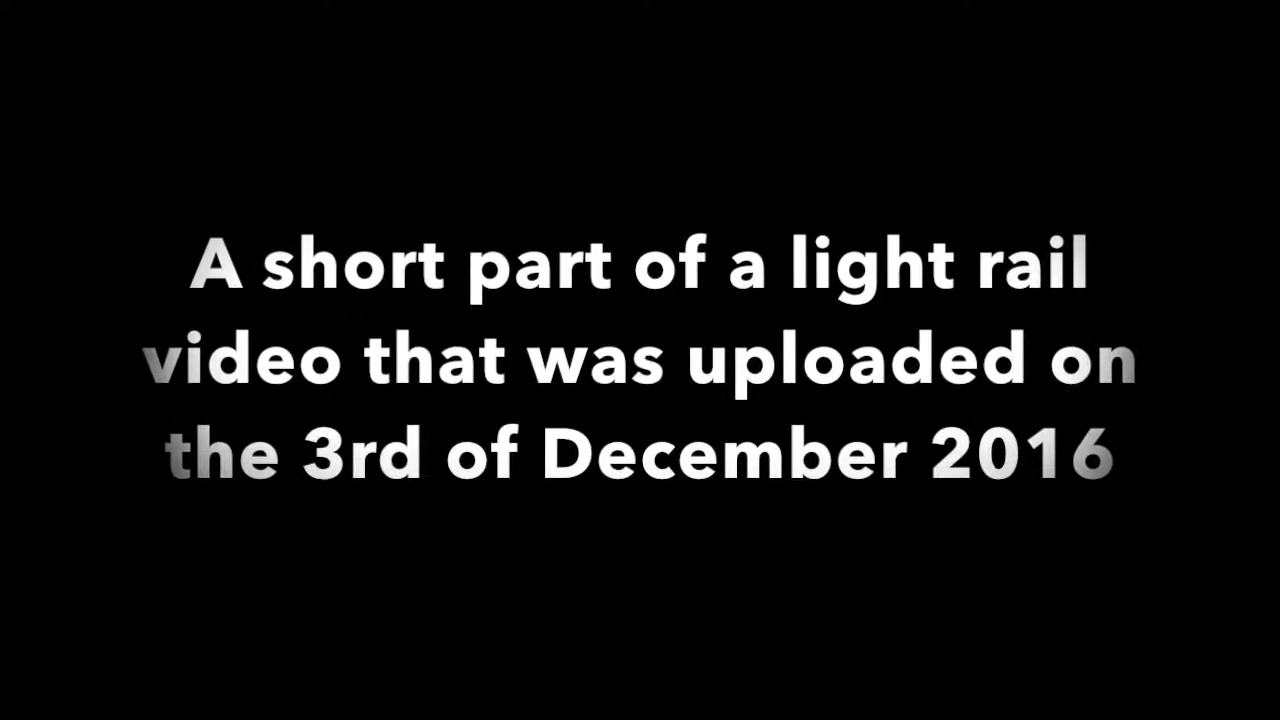 A short part of a light rail
video that was uploaded on
the 3rd of December 2016